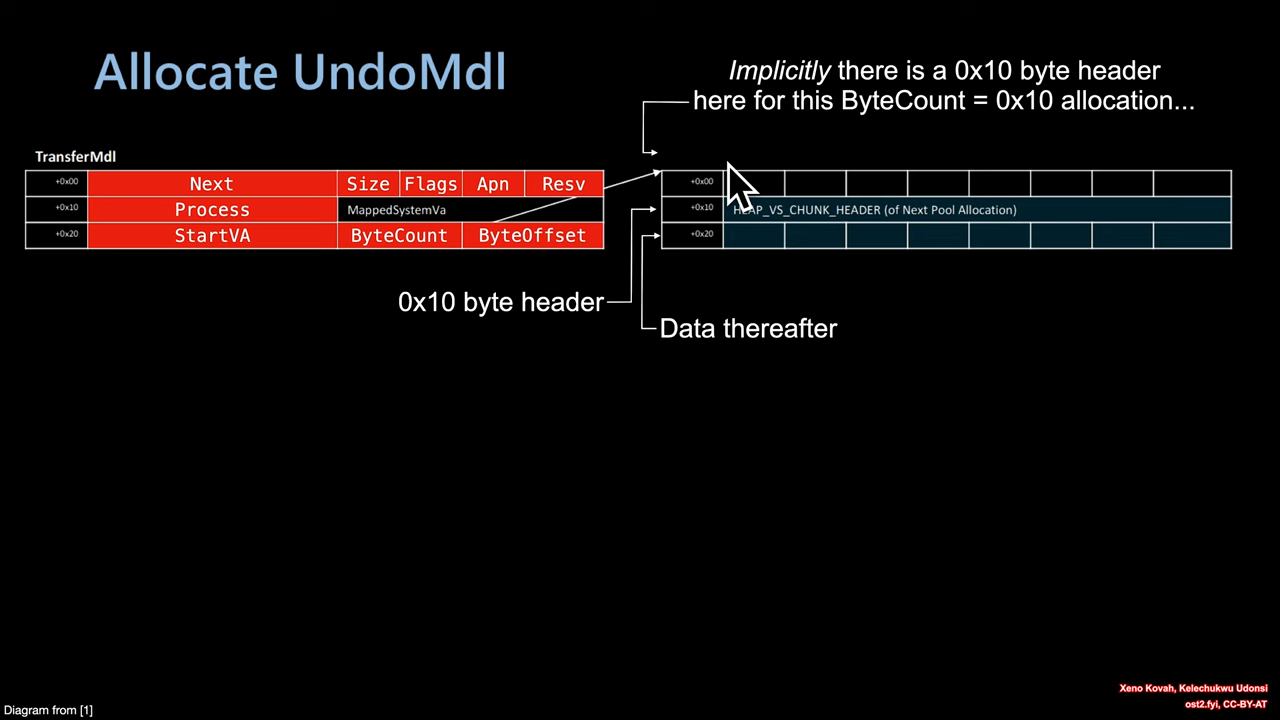 Allocate UndoMdl
Implicitly there is a 0x10 byte header
here for this ByteCount = 0x10 allocation...
TransferMdl
+0x00 Next Size Flags Apn Resv
+0x10 Process MappedSystemVa
+0x20 StartVA ByteCount ByteOffset
+0x00
+0x10 HEAP_VS_CHUNK_HEADER (of Next Pool Allocation)
+0x20
0x10 byte header
Data thereafter
Xeno Kovah, Kelechukwu Udonsi
ost2.fyi, CC-BY-AT
Diagram from [1]